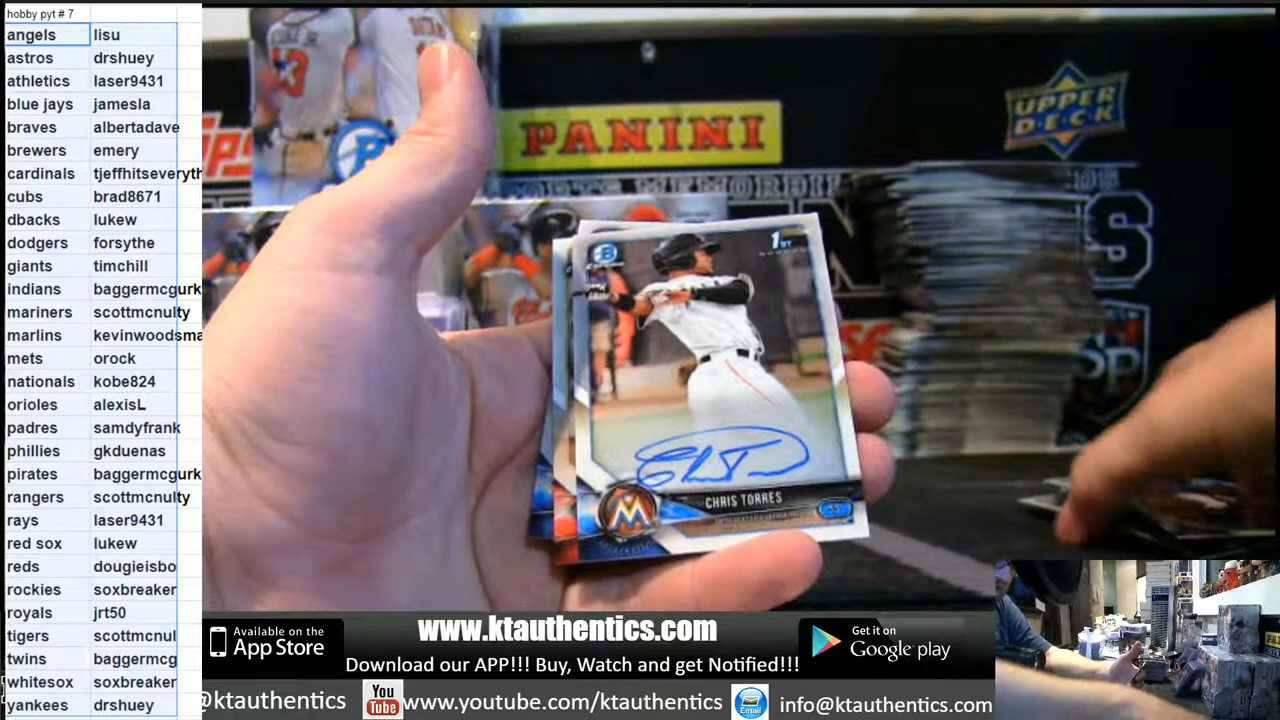 hobby pyt # 7
angels lisu
astros drshuey
athletics laser9431
blue jays jamesla
braves albertadave
brewers emery
cardinals tjeffhitseveryth
cubs brad8671
dbacks lukew
dodgers forsythe
giants timchill
indians baggermcgurk
mariners scottmcnulty
marlins kevinwoodsma
mets orock
nationals kobe824
orioles alexisL
padres samdyfrank
phillies gkduenas
pirates baggermcgurk
rangers scottmcnulty
rays laser9431
red sox lukew
reds dougieisbo
rockies soxbreaker
royals jrt50
tigers scottmcnul
twins baggermcg
whitesox soxbreaker
yankees drshuey
PANINI
UPPER DECK
1ST
CHRIS TORRES
SS
Available on the
App Store
www.ktauthentics.com
Download our APP!!! Buy, Watch and get Notified!!!
Get it on
Google play
@ktauthentics
You
Tube
www.youtube.com/ktauthentics
Email
info@ktauthentics.com